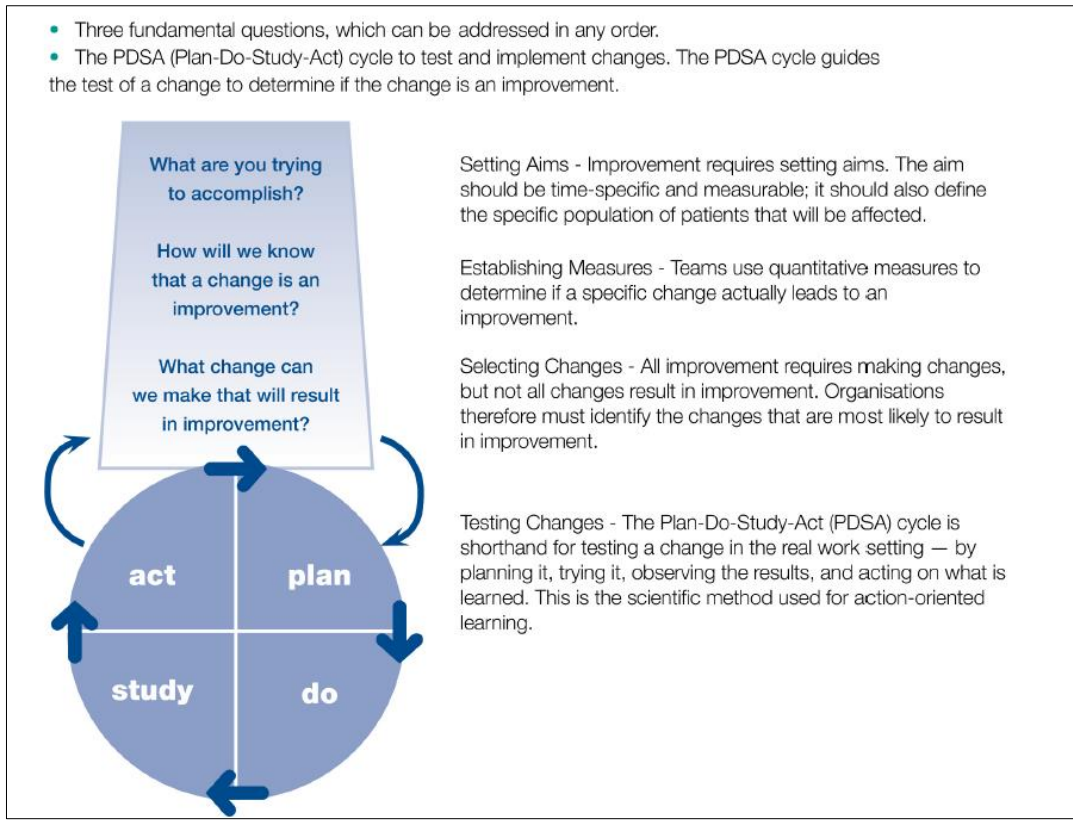 • Three fundamental questions, which can be addressed in any order.
• The PDSA (Plan-Do-Study-Act) cycle to test and implement changes. The PDSA cycle guides
the test of a change to determine if the change is an improvement.
What are you trying
to accomplish?
How will we know
that a change is an
improvement?
What change can
we make that will result
in improvement?
Setting Aims - Improvement requires setting aims. The aim
should be time-specific and measurable; it should also define
the specific population of patients that will be affected.
Establishing Measures - Teams use quantitative measures to
determine if a specific change actually leads to an
improvement.
Selecting Changes - All improvement requires making changes,
but not all changes result in improvement. Organisations
therefore must identify the changes that are most likely to result
in improvement.
Testing Changes - The Plan-Do-Study-Act (PDSA) cycle is
shorthand for testing a change in the real work setting — by
planning it, trying it, observing the results, and acting on what is
learned. This is the scientific method used for action-oriented
learning.
act
plan
study
do